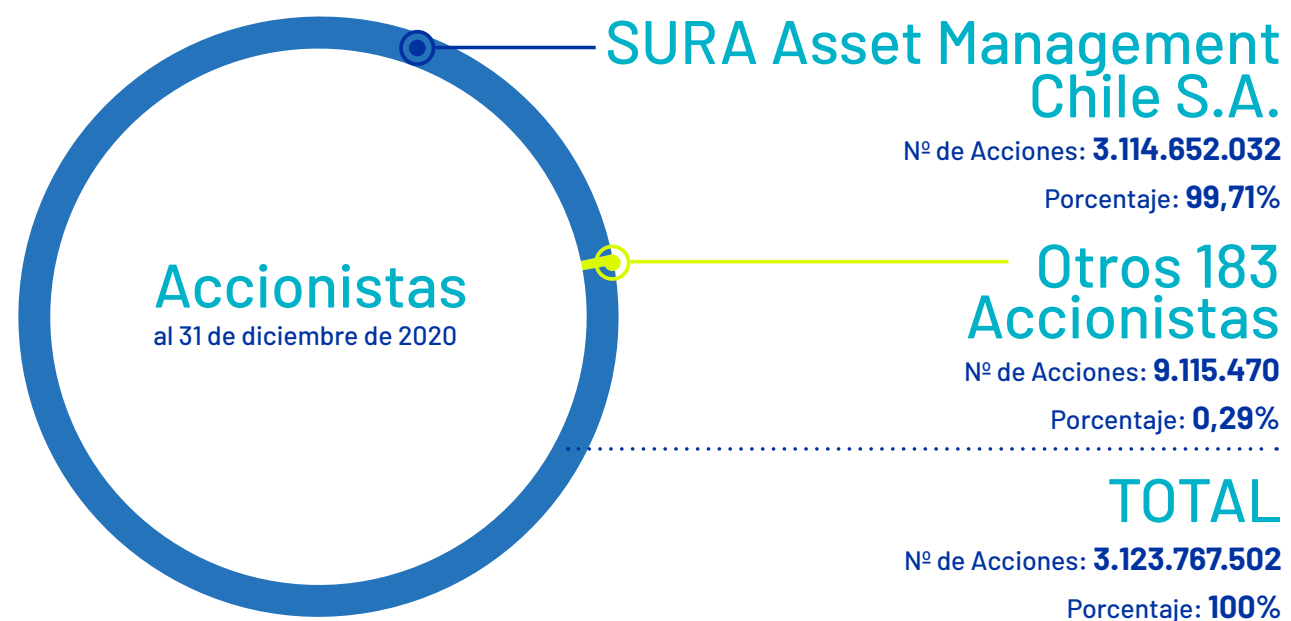 Accionistas
al 31 de diciembre de 2020
SURA Asset Management
Chile S.A.
Nº de Acciones: 3.114.652.032
Porcentaje: 99,71%
Otros 183
Accionistas
Nº de Acciones: 9.115.470
Porcentaje: 0,29%
TOTAL
Nº de Acciones: 3.123.767.502
Porcentaje: 100%